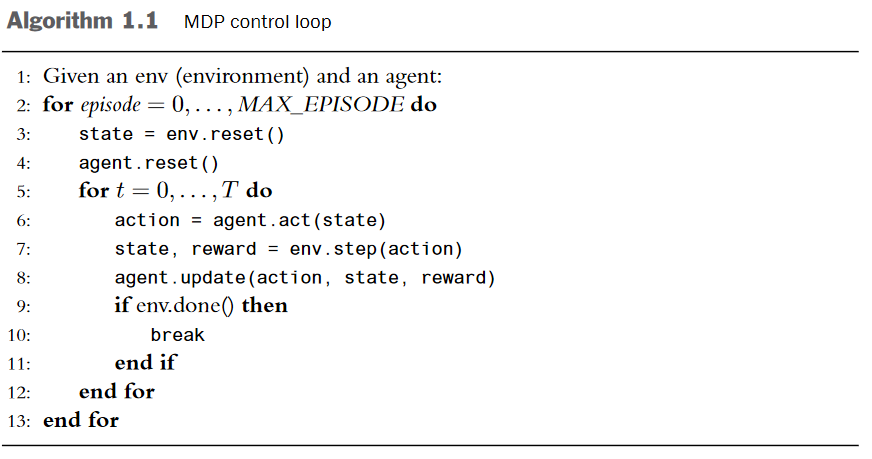 Algorithm 1.1 MDP control loop
1: Given an env (environment) and an agent:
2: for episode = 0, . . . , MAX_EPISODE do
3: state = env.reset()
4: agent.reset()
5: for t = 0, . . . , T do
6: action = agent.act(state)
7: state, reward = env.step(action)
8: agent.update(action, state, reward)
9: if env.done() then
10: break
11: end if
12: end for
13: end for